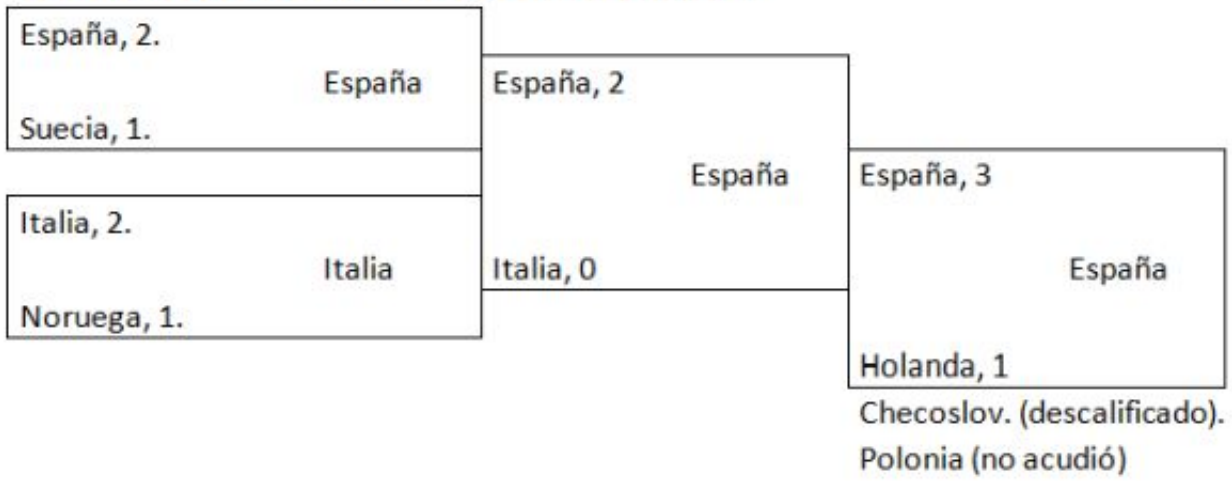 España, 2.
España
Suecia, 1.
Italia, 2.
Italia
Noruega, 1.
España, 2
España
Italia, 0
España, 3
España
Holanda, 1
Checoslov. (descalificado).
Polonia (no acudió)